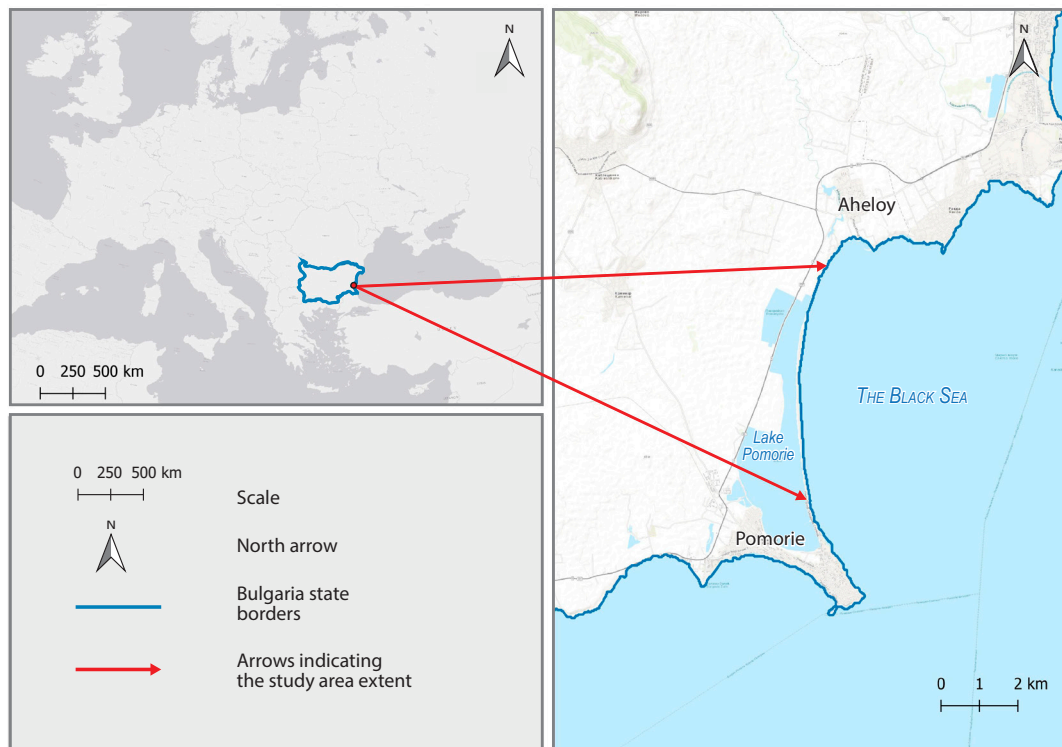 N
0 250 500 km
0 250 500 km
Scale
N
North arrow
Bulgaria state
borders
Arrows indicating
the study area extent
N
Aheloy
THE BLACK SEA
Lake
Pomorie
Pomorie
0 1 2 km